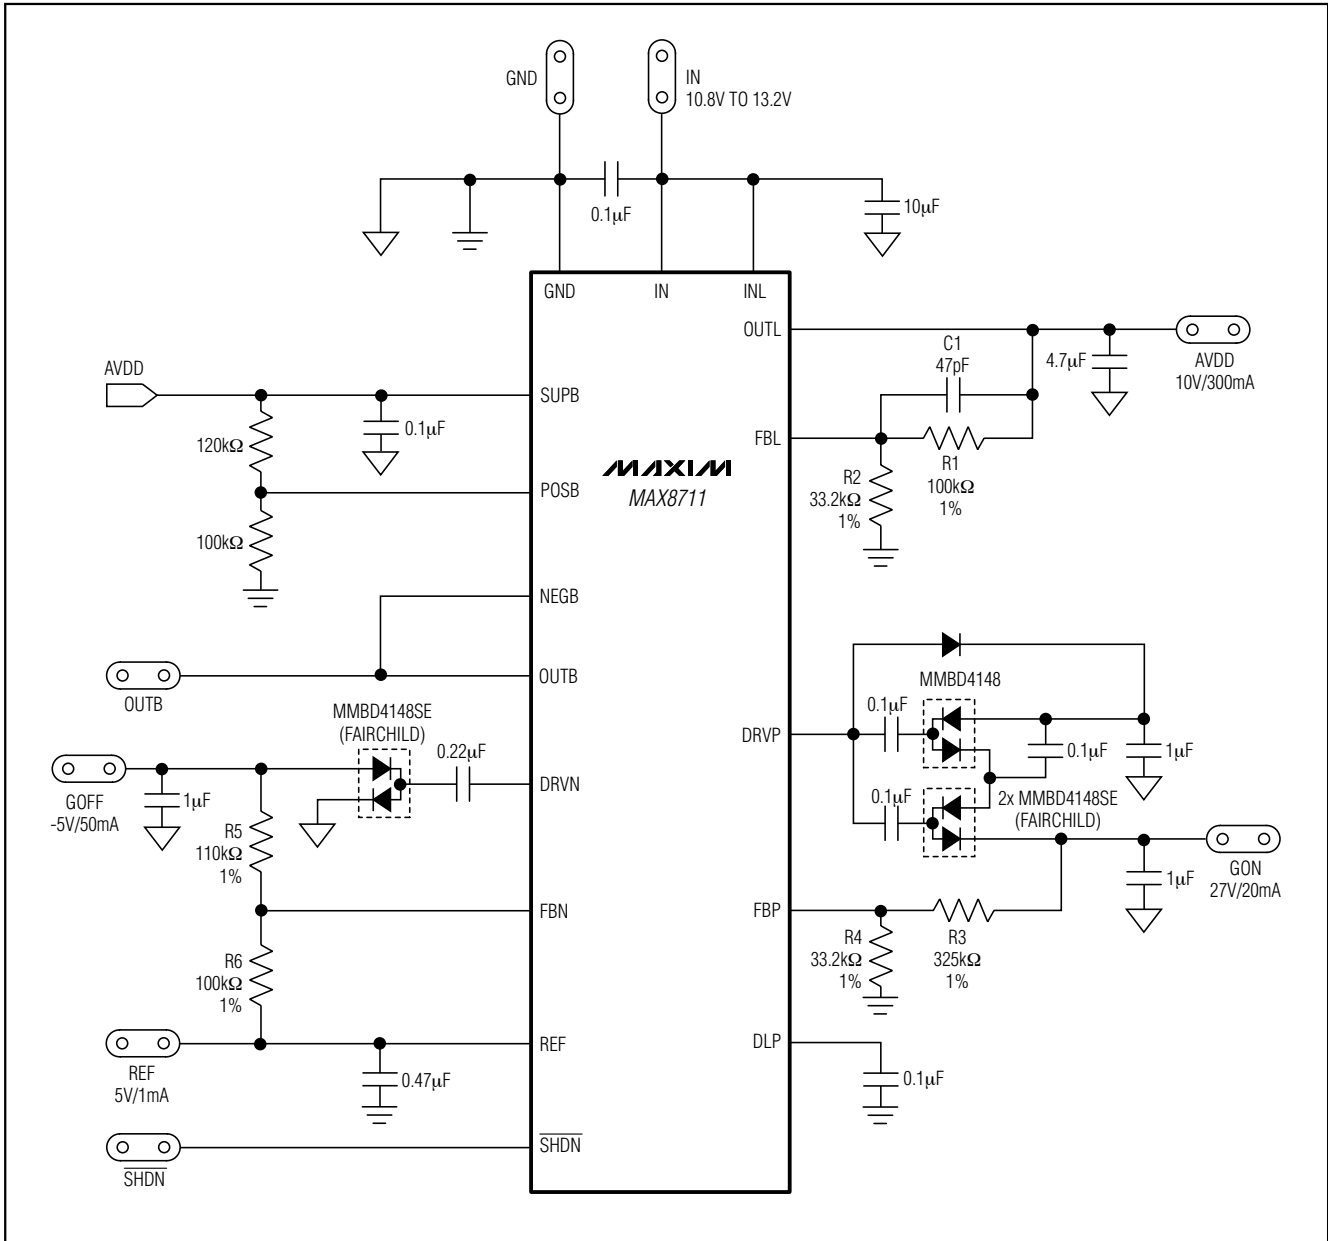 GND
IN
10.8V TO 13.2V
0.1µF
10µF
GND
IN
INL
OUTL
C1
47pF
4.7µF
AVDD
10V/300mA
AVDD
SUPB
120kΩ
0.1µF
FBL
R1
100kΩ
1%
R2
33.2kΩ
1%
MAXIM
MAX8711
POSB
100kΩ
NEGB
OUTB
OUTB
MMBD4148
MMBD4148SE
(FAIRCHILD)
0.22µF
DRVN
GOFF
-5V/50mA
1µF
R5
110kΩ
1%
DRVP
0.1µF
0.1µF
1µF
0.1µF
2x MMBD4148SE
(FAIRCHILD)
GON
27V/20mA
1µF
FBN
FBP
R4
33.2kΩ
1%
R3
325kΩ
1%
R6
100kΩ
1%
REF
REF
5V/1mA
0.47µF
DLP
0.1µF
SHDN
SHDN